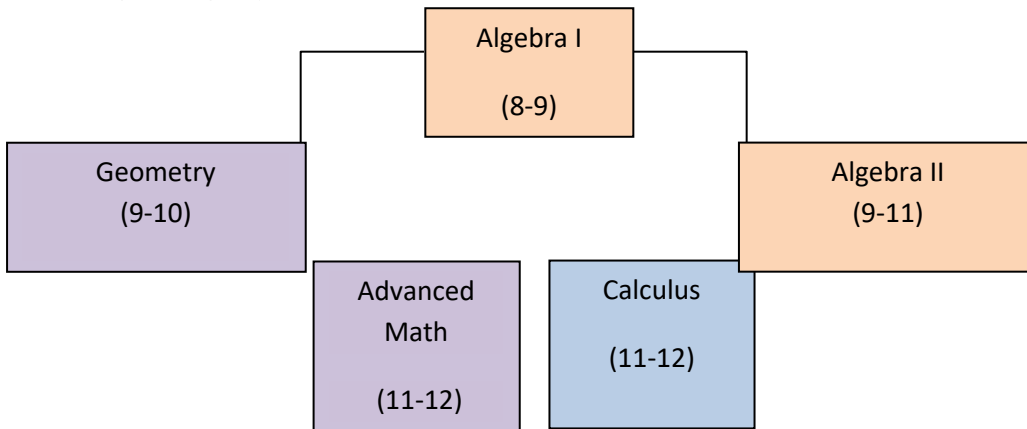 Algebra I
(8-9)
Geometry
(9-10)
Algebra II
(9-11)
Advanced
Math
(11-12)
Calculus
(11-12)